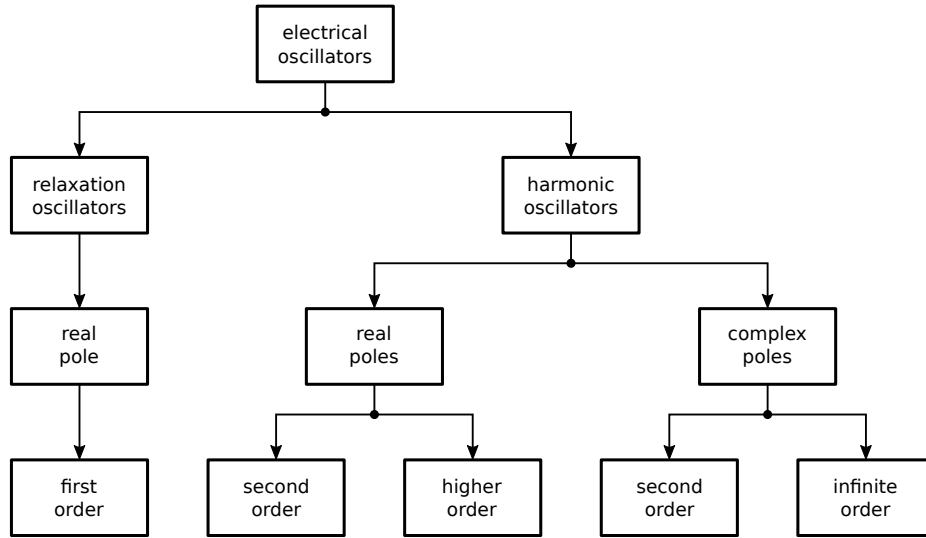 electrical
oscillators
relaxation
oscillators
harmonic
oscillators
real
pole
real
poles
complex
poles
first
order
second
order
higher
order
second
order
infinite
order